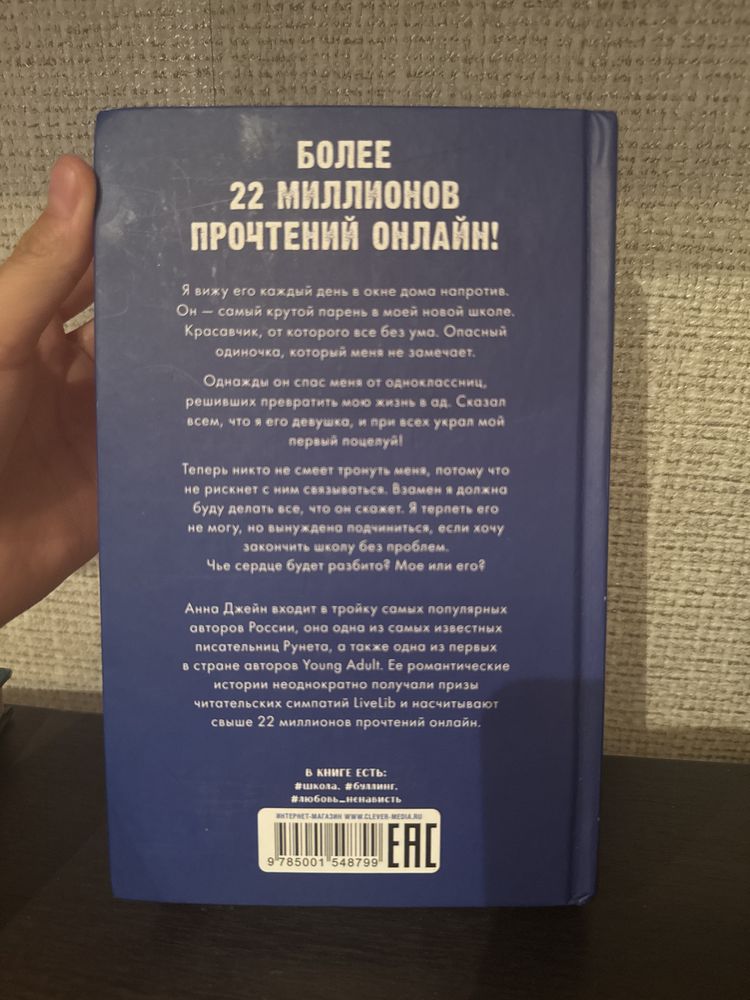 БОЛЕЕ
22 МИЛЛИОНОВ
ПРОЧТЕНИЙ ОНЛАЙН!
Я вижу его каждый день в окне дома напротив.
Он — самый крутой парень в моей новой школе.
Красавчик, от которого все без ума. Опасный
одиночка, который меня не замечает.
Однажды он спас меня от одноклассниц,
решивших превратить мою жизнь в ад. Сказал
всем, что я его девушка, и при всех украл мой
первый поцелуй!
Теперь никто не смеет тронуть меня, потому что
не рискнет с ним связываться. Взамен я должна
буду делать все, что он скажет. Я терпеть его
не могу, но вынуждена подчиниться, если хочу
закончить школу без проблем.
Чье сердце будет разбито? Мое или его?
Анна Джейн входит в тройку самых популярных
авторов России, она одна из самых известных
писательниц Рунета, а также одна из первых
в стране авторов Young Adult. Ее романтические
истории неоднократно получали призы
читательских симпатий LiveLib и насчитывают
свыше 22 миллионов прочтений онлайн.
В КНИГЕ ЕСТЬ:
#школа. #буллинг.
#любовь_ненависть
ИНТЕРНЕТ-МАГАЗИН WWW.CLEVER-MEDIA.RU
9 785001 548799
EAC